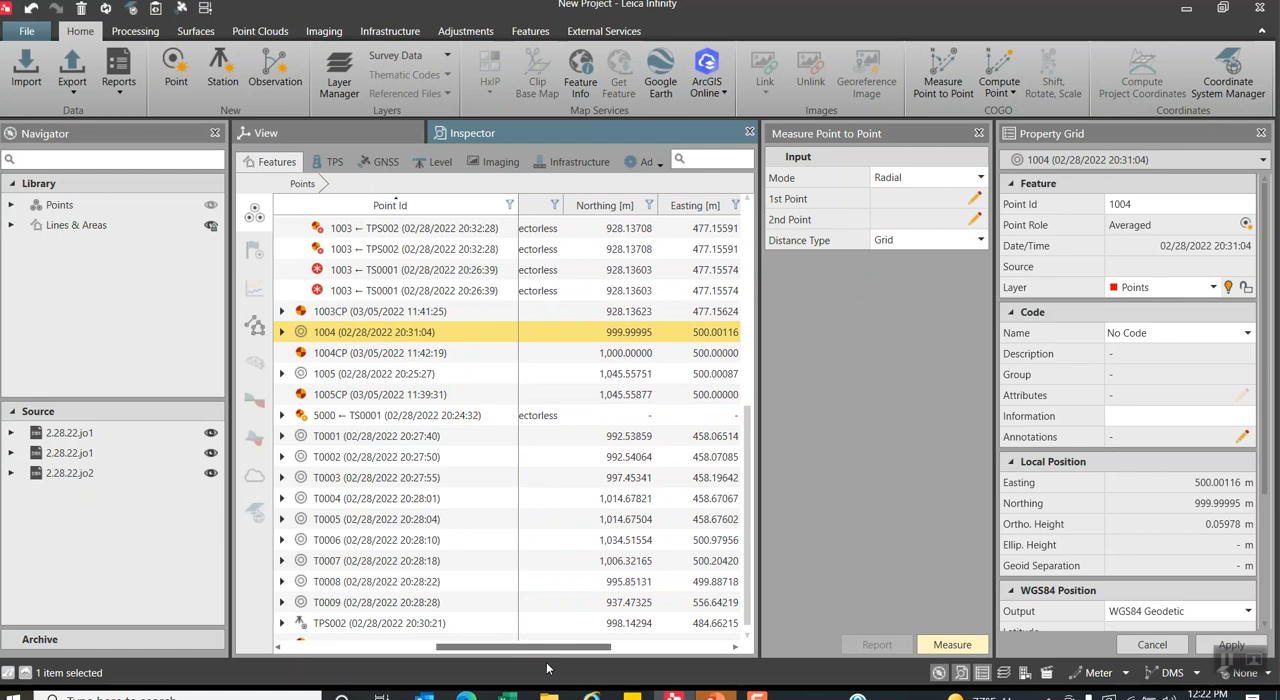 New Project - Leica Infinity
File Home Processing Surfaces Point Clouds Imaging Infrastructure Adjustments Features External Services
Import Export Reports Point Station Observation Layer Manager Survey Data Thematic Codes Referenced Files HxIP Clip Base Map Feature Info Get Feature Google Earth ArcGIS Online Link Unlink Georeference Image Measure Point to Point Compute Point Shift, Rotate, Scale Compute Project Coordinates Coordinate System Manager
Data New Layers Map Services Images COGO Coordinates
Navigator View Inspector Measure Point to Point Property Grid
Features TPS GNSS Level Imaging Infrastructure Ad
1004 (02/28/2022 20:31:04)
Library
Points
Lines & Areas
Source
2.28.22.jo1
2.28.22.jo1
2.28.22.jo2
Archive
Points
Point Id Northing [m] Easting [m]
1003 ← TPS002 (02/28/2022 20:32:28) ectorless 928.13708 477.15591
1003 ← TPS002 (02/28/2022 20:32:28) ectorless 928.13708 477.15591
1003 ← TS0001 (02/28/2022 20:26:39) ectorless 928.13603 477.15574
1003 ← TS0001 (02/28/2022 20:26:39) ectorless 928.13603 477.15574
1003CP (03/05/2022 11:41:25) 928.13623 477.15624
1004 (02/28/2022 20:31:04) 999.99995 500.00116
1004CP (03/05/2022 11:42:19) 1,000.00000 500.00000
1005 (02/28/2022 20:25:27) 1,045.55751 500.00087
1005CP (03/05/2022 11:39:31) 1,045.55877 500.00000
5000 ← TS0001 (02/28/2022 20:24:32) ectorless - -
T0001 (02/28/2022 20:27:40) 992.53859 458.06514
T0002 (02/28/2022 20:27:50) 992.54064 458.07085
T0003 (02/28/2022 20:27:55) 997.45341 458.19642
T0004 (02/28/2022 20:28:01) 1,014.67821 458.67067
T0005 (02/28/2022 20:28:04) 1,014.67504 458.67602
T0006 (02/28/2022 20:28:10) 1,034.51554 500.97956
T0007 (02/28/2022 20:28:18) 1,006.32165 500.20420
T0008 (02/28/2022 20:28:22) 995.85131 499.88718
T0009 (02/28/2022 20:28:28) 937.47325 556.64219
TPS002 (02/28/2022 20:30:21) 998.14294 484.66215
Input
Mode Radial
1st Point
2nd Point
Distance Type Grid
Report Measure
Feature
Point Id 1004
Point Role Averaged
Date/Time 02/28/2022 20:31:04
Source
Layer Points
Code
Name No Code
Description -
Group -
Attributes -
Information
Annotations -
Local Position
Easting 500.00116 m
Northing 999.99995 m
Ortho. Height 0.05978 m
Ellip. Height - m
Geoid Separation - m
WGS84 Position
Output WGS84 Geodetic
Cancel Apply
1 item selected Meter DMS None
12:22 PM